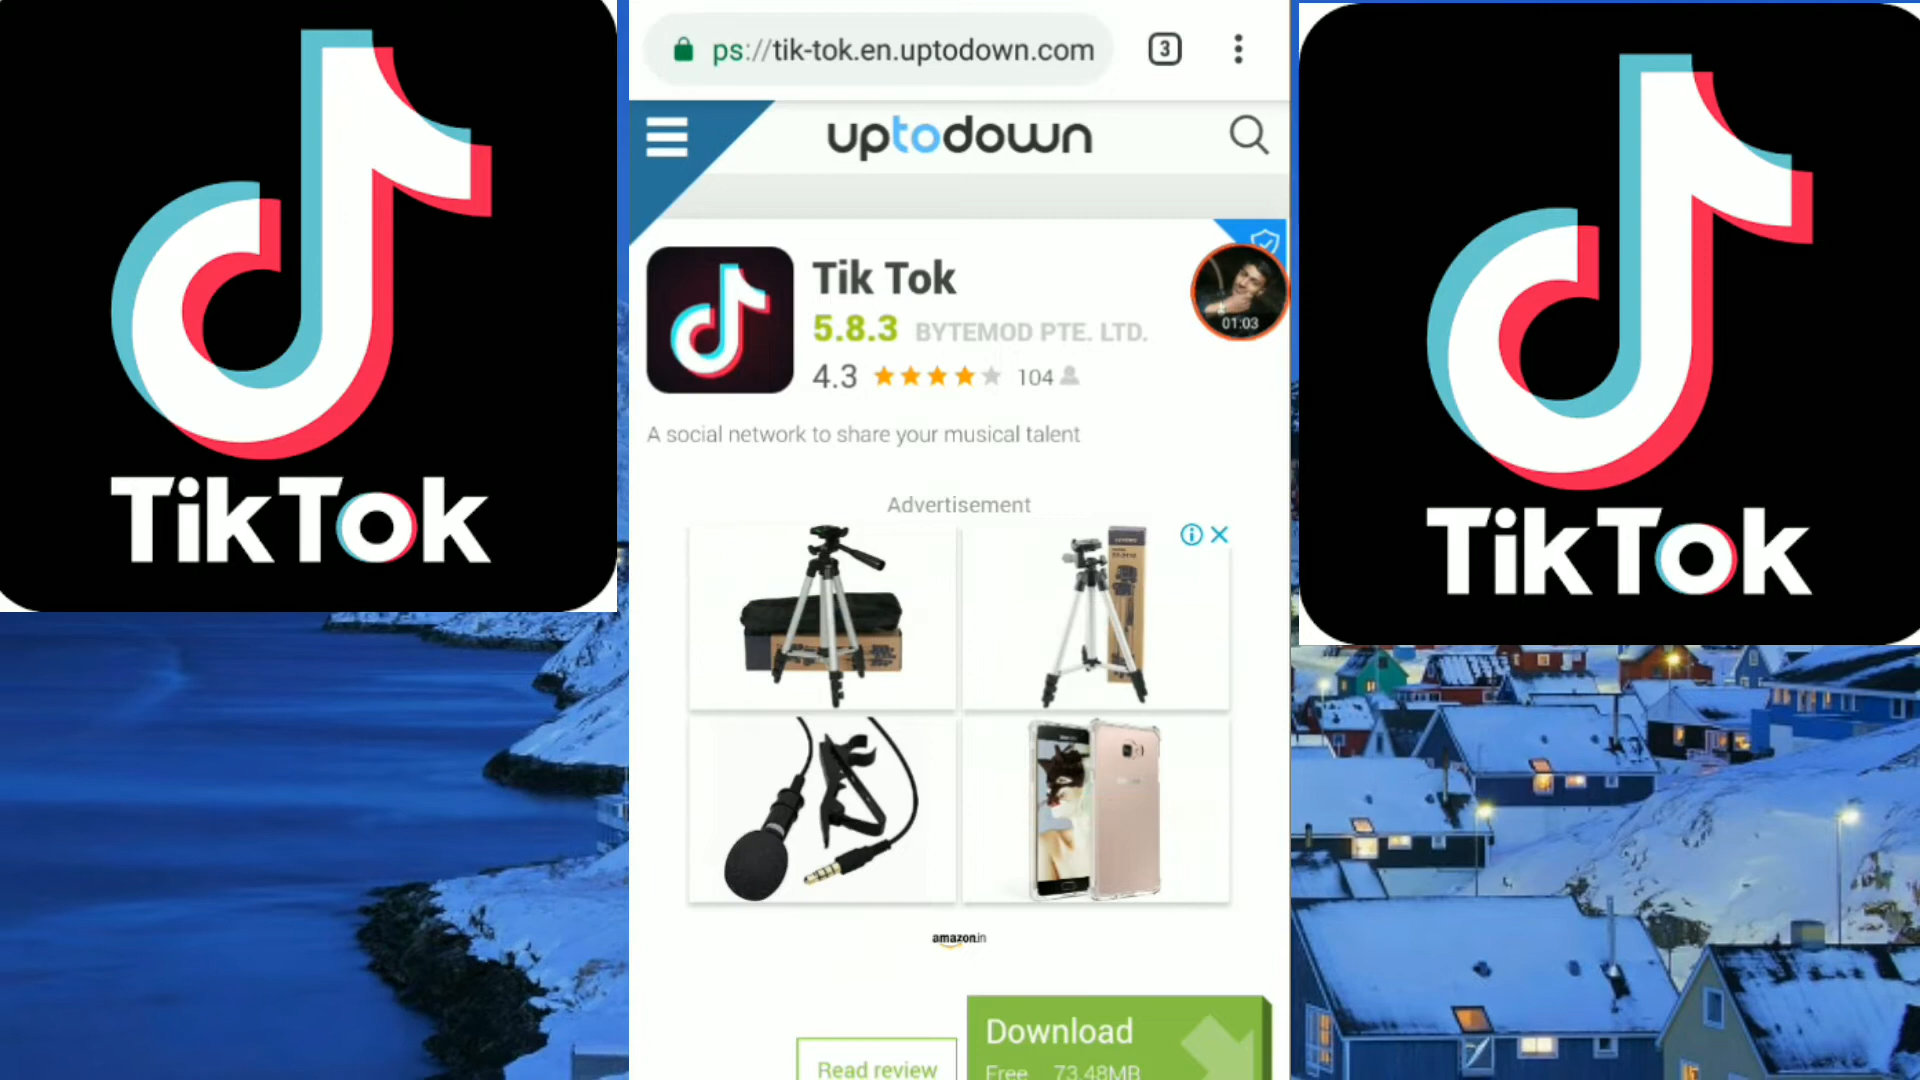 TikTok
ps://tik-tok.en.uptodown.com
3
uptodown
Tik Tok
5.8.3 BYTEMOD PTE. LTD.
4.3 104
01:03
A social network to share your musical talent
Advertisement
amazon.in
Read review
Download
Free 73.48MB
TikTok